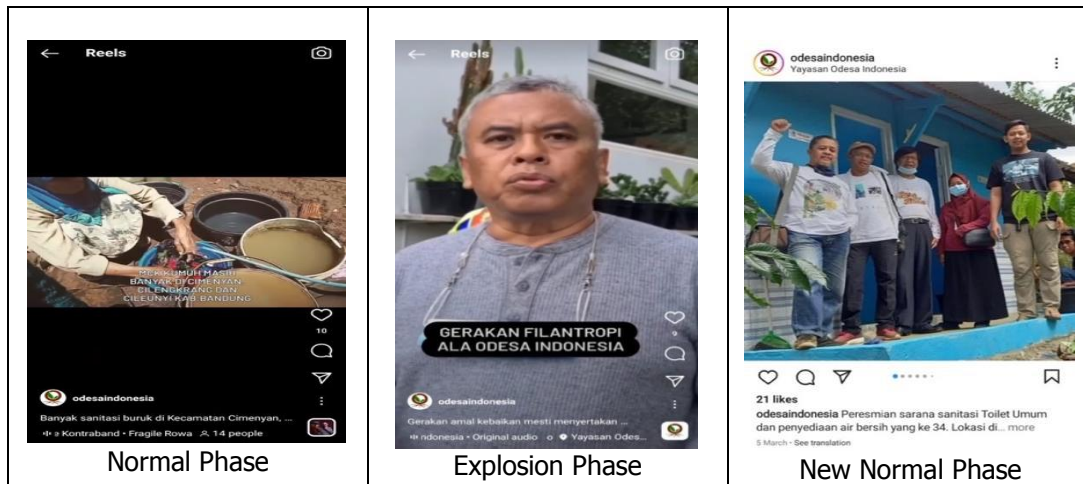 Reels
MCK KUMUH MASIH
BANYAK DI CIMENYAN,
CILENGKRANG DAN
CILEUNYI KAB BANDUNG
10
odesaindonesia
Banyak sanitasi buruk di Kecamatan Cimenyan, ...
Kontraband • Fragile Rowa
14 people
Normal Phase
Reels
GERAKAN FILANTROPI
ALA ODESA INDONESIA
9
odesaindonesia
Gerakan amal kebaikan mesti menyertakan ...
ndonesia • Original audio
Yayasan Odes...
Explosion Phase
odesaindonesia
Yayasan Odesa Indonesia
21 likes
odesaindonesia Peresmian sarana sanitasi Toilet Umum
dan penyediaan air bersih yang ke 34. Lokasi di... more
5 March • See translation
New Normal Phase